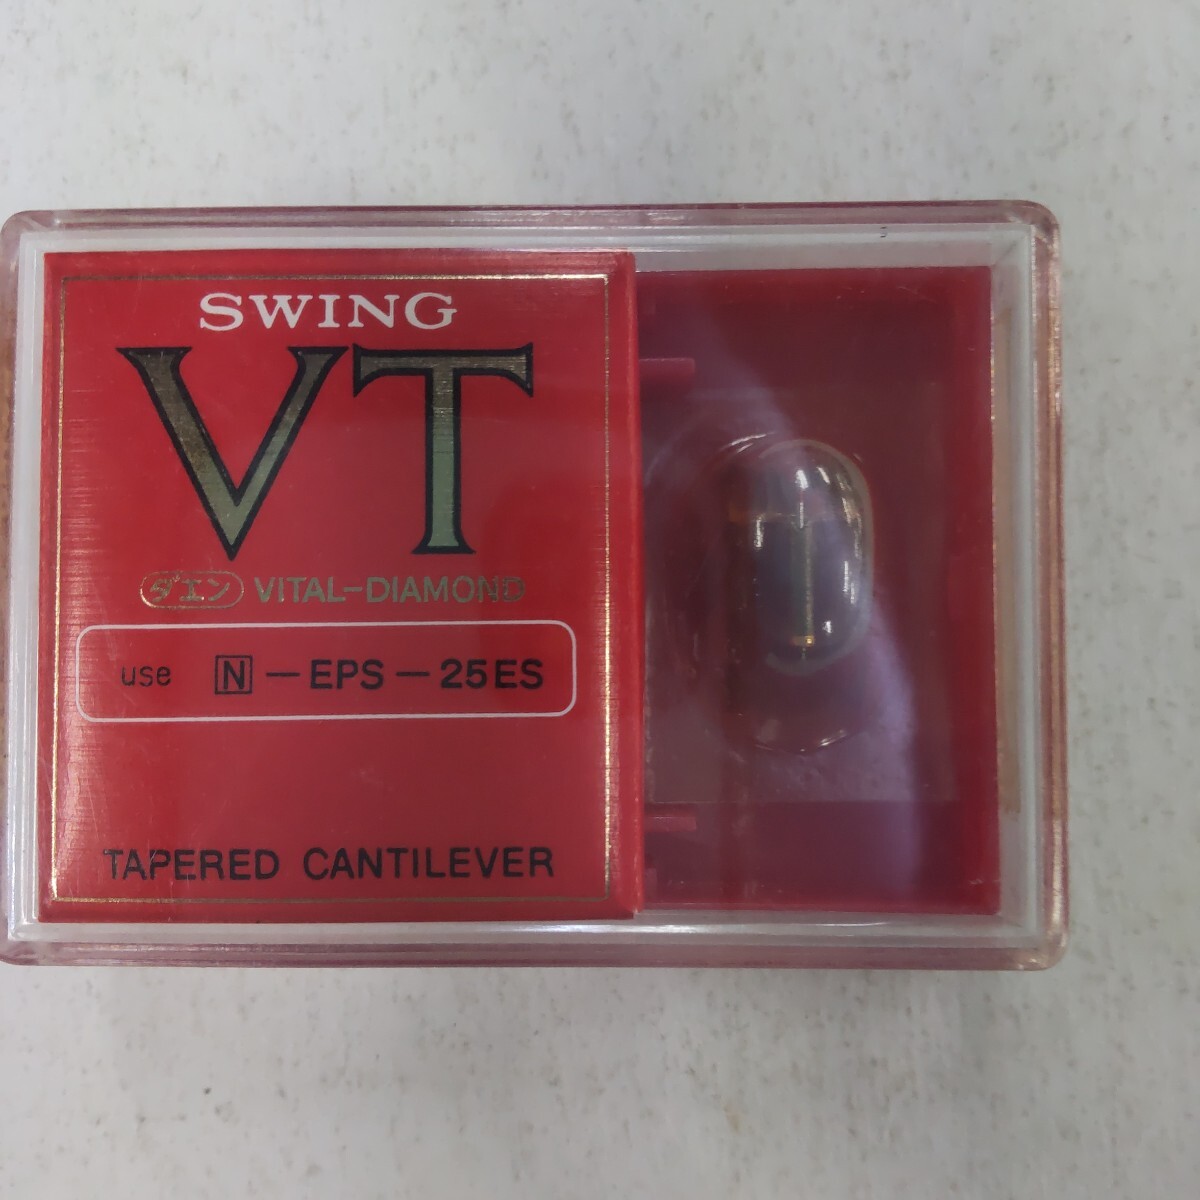 SWING
VT
ダエン VITAL-DIAMOND
use N-EPS-25ES
TAPERED CANTILEVER